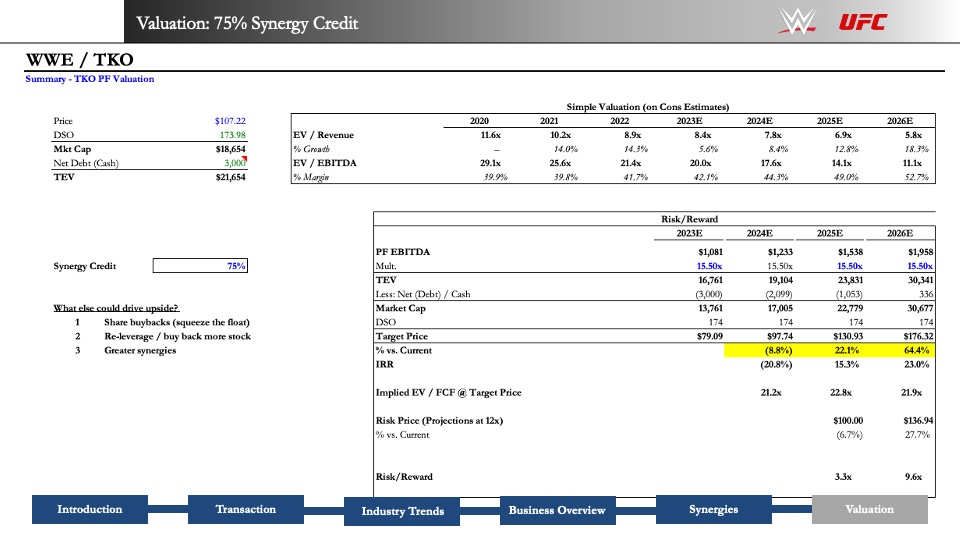 Valuation: 75% Synergy Credit
W
UFC
WWE / TKO
Summary - TKO PF Valuation
Price $107.22
DSO 173.98
Mkt Cap $18,654
Net Debt (Cash) 3,000
TEV $21,654
Simple Valuation (on Cons Estimates)
2020 2021 2022 2023E 2024E 2025E 2026E
EV / Revenue 11.6x 10.2x 8.9x 8.4x 7.8x 6.9x 5.8x
% Growth – 14.0% 14.3% 5.6% 8.4% 12.8% 18.3%
EV / EBITDA 29.1x 25.6x 21.4x 20.0x 17.6x 14.1x 11.1x
% Margin 39.9% 39.8% 41.7% 42.1% 44.3% 49.0% 52.7%
Synergy Credit 75%
What else could drive upside?
1 Share buybacks (squeeze the float)
2 Re-leverage / buy back more stock
3 Greater synergies
Risk/Reward
2023E 2024E 2025E 2026E
PF EBITDA $1,081 $1,233 $1,538 $1,958
Mult. 15.50x 15.50x 15.50x 15.50x
TEV 16,761 19,104 23,831 30,341
Less: Net (Debt) / Cash (3,000) (2,099) (1,053) 336
Market Cap 13,761 17,005 22,779 30,677
DSO 174 174 174 174
Target Price $79.09 $97.74 $130.93 $176.32
% vs. Current (8.8%) 22.1% 64.4%
IRR (20.8%) 15.3% 23.0%
Implied EV / FCF @ Target Price 21.2x 22.8x 21.9x
Risk Price (Projections at 12x) $100.00 $136.94
% vs. Current (6.7%) 27.7%
Risk/Reward 3.3x 9.6x
Introduction
Transaction
Industry Trends
Business Overview
Synergies
Valuation